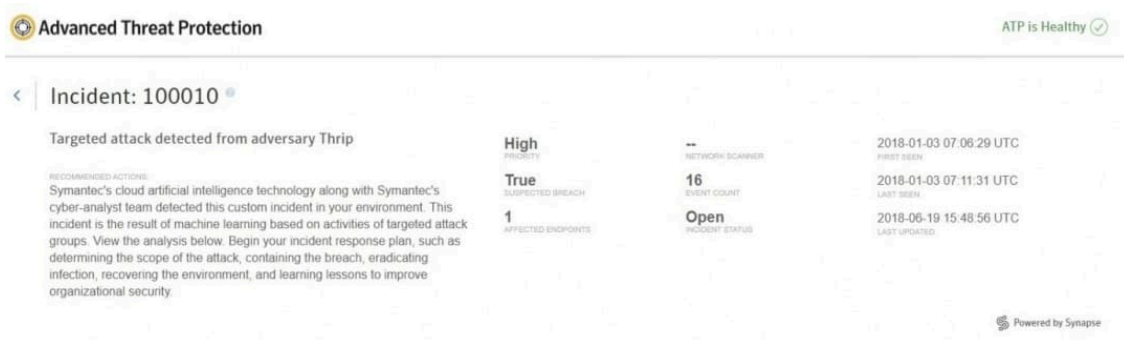 Advanced Threat Protection
ATP is Healthy
Incident: 100010
Targeted attack detected from adversary Thrip
RECOMMENDED ACTIONS:
Symantec's cloud artificial intelligence technology along with Symantec's
cyber-analyst team detected this custom incident in your environment. This
incident is the result of machine learning based on activities of targeted attack
groups. View the analysis below. Begin your incident response plan, such as
determining the scope of the attack, containing the breach, eradicating
infection, recovering the environment, and learning lessons to improve
organizational security.
High
PRIORITY
True
SUSPECTED BREACH
1
AFFECTED ENDPOINTS
--
NETWORK SCANNER
16
EVENT COUNT
Open
INCIDENT STATUS
2018-01-03 07:06:29 UTC
FIRST SEEN
2018-01-03 07:11:31 UTC
LAST SEEN
2018-06-19 15:48:56 UTC
LAST UPDATED
Powered by Synapse